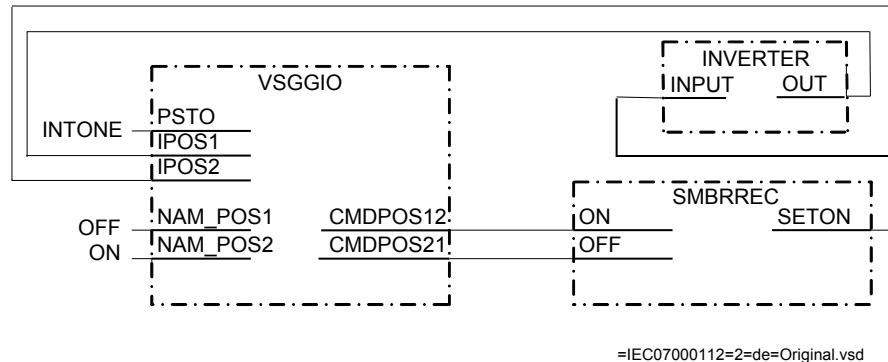 INVERTER
INPUT OUT
VSGGIO
INTONE PSTO
IPOS1
IPOS2
SMBRREC
OFF NAM_POS1 CMDPOS12 ON SETON
ON NAM_POS2 CMDPOS21 OFF
=IEC07000112=2=de=Original.vsd